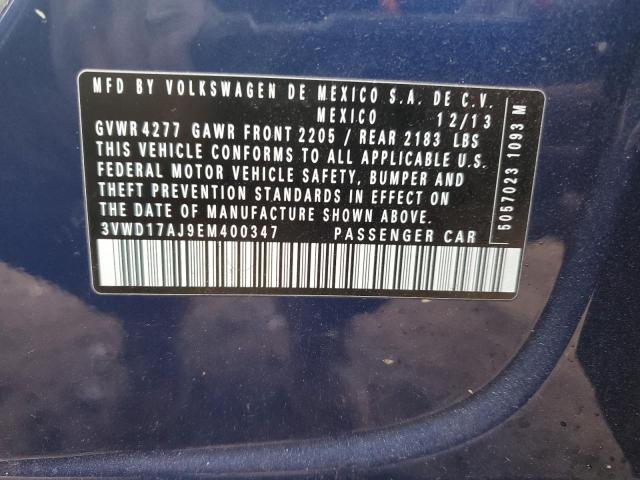 MFD BY VOLKSWAGEN DE MEXICO S.A. DE C.V.
MEXICO 12/13
GVWR 4277 GAWR FRONT 2205 / REAR 2183 LBS
THIS VEHICLE CONFORMS TO ALL APPLICABLE U.S.
FEDERAL MOTOR VEHICLE SAFETY, BUMPER AND
THEFT PREVENTION STANDARDS IN EFFECT ON
THE DATE OF MANUFACTURE SHOWN ABOVE.
3VWD17AJ9EM400347 PASSENGER CAR
5057023 1093 M